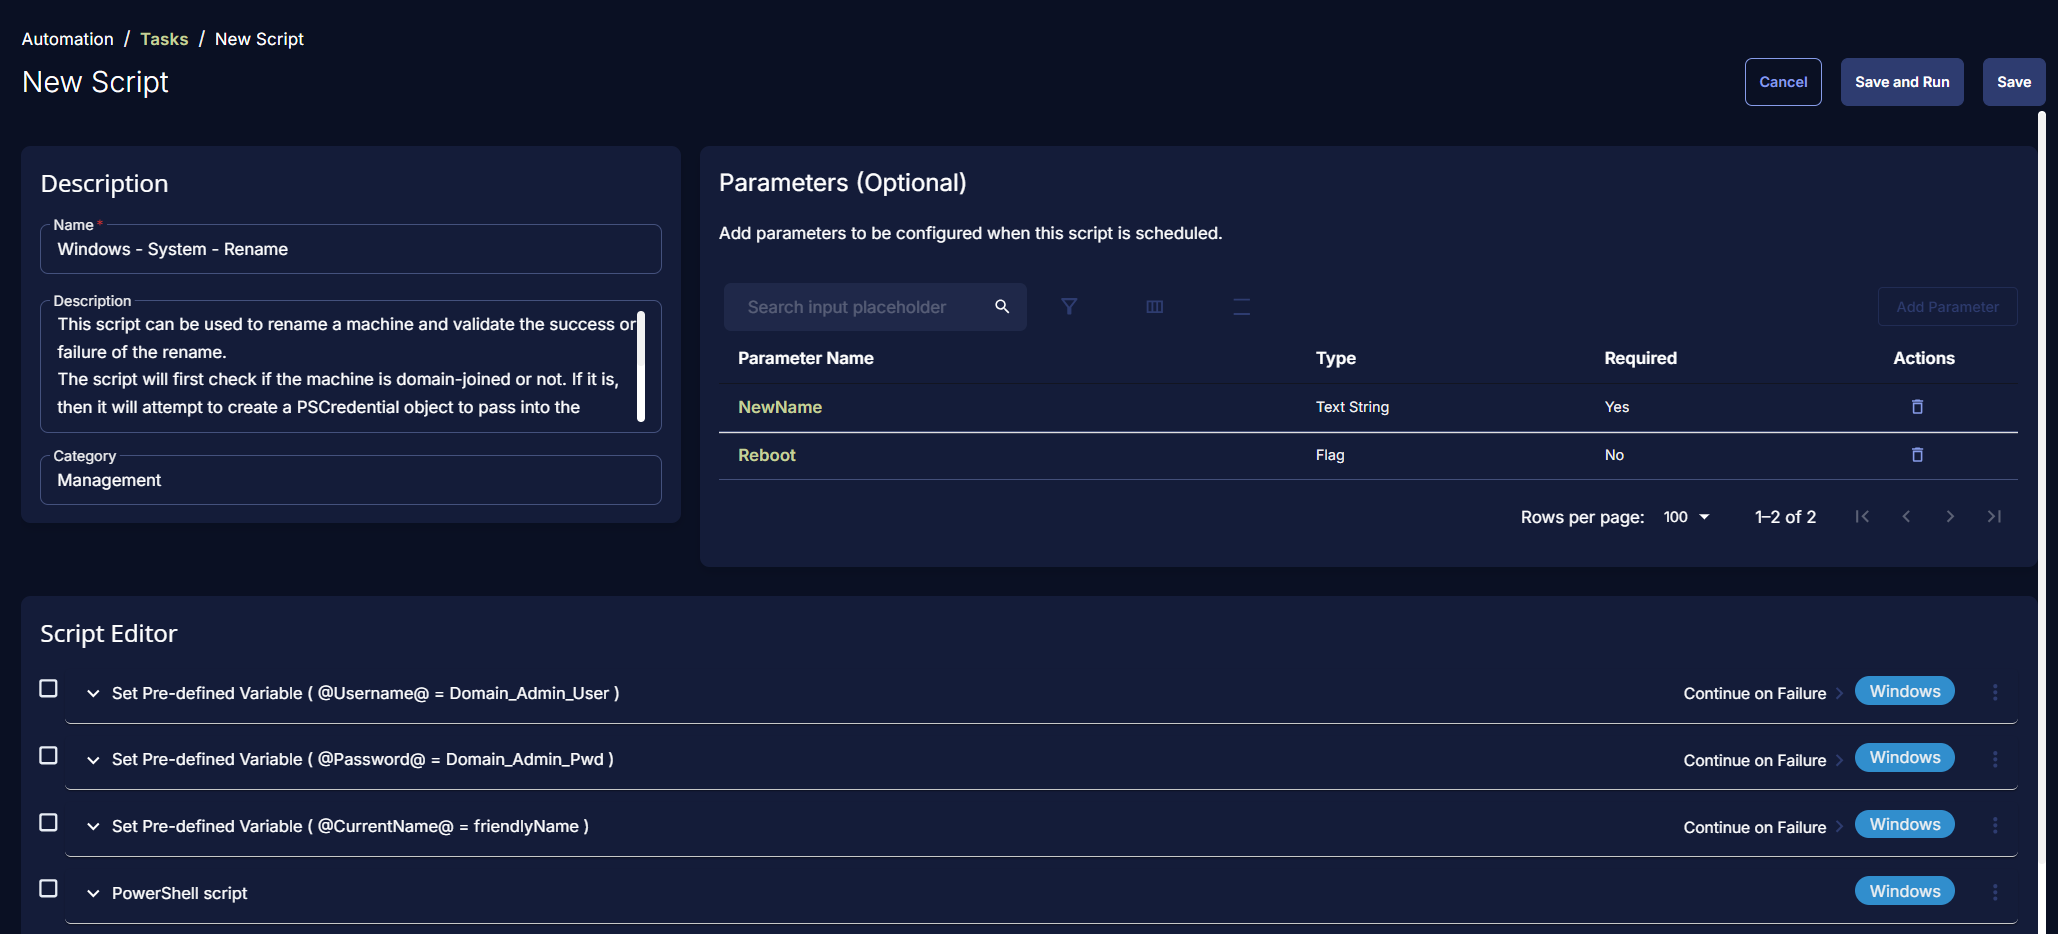 Automation / Tasks / New Script
New Script
Cancel
Save and Run
Save
Description
Name *
Windows - System - Rename
Description
This script can be used to rename a machine and validate the success or
failure of the rename.
The script will first check if the machine is domain-joined or not. If it is,
then it will attempt to create a PSCredential object to pass into the
Category
Management
Parameters (Optional)
Add parameters to be configured when this script is scheduled.
Search input placeholder
Add Parameter
Parameter Name Type Required Actions
NewName Text String Yes
Reboot Flag No
Rows per page: 100 1–2 of 2
Script Editor
Set Pre-defined Variable ( @Username@ = Domain_Admin_User ) Continue on Failure Windows
Set Pre-defined Variable ( @Password@ = Domain_Admin_Pwd ) Continue on Failure Windows
Set Pre-defined Variable ( @CurrentName@ = friendlyName ) Continue on Failure Windows
PowerShell script Windows